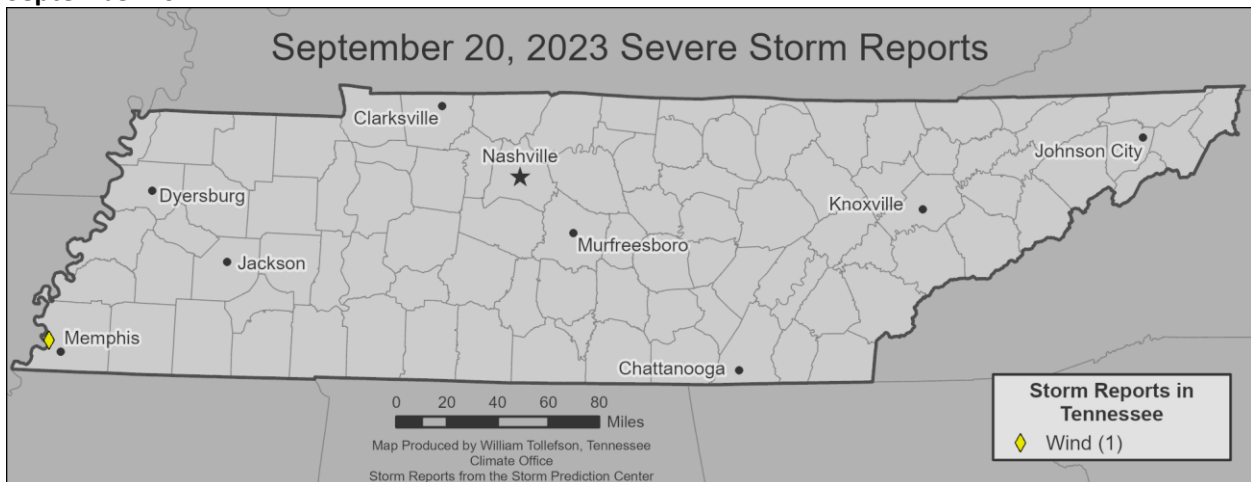 September 20, 2023 Severe Storm Reports
Clarksville
Nashville
Johnson City
Dyersburg
Knoxville
Murfreesboro
Jackson
Memphis
Chattanooga
0 20 40 60 80
Miles
Map Produced by William Tollefson, Tennessee
Climate Office
Storm Reports from the Storm Prediction Center
Storm Reports in
Tennessee
Wind (1)